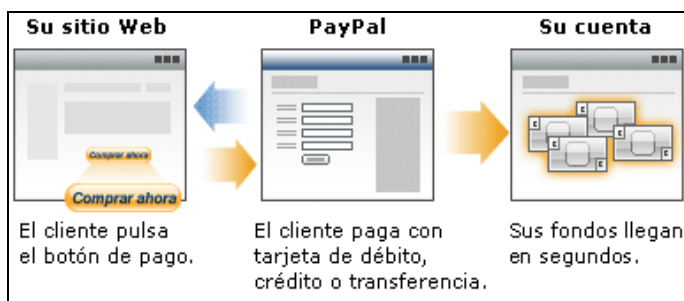 Su sitio Web
PayPal
Su cuenta
Comprar ahora
Comprar ahora
El cliente pulsa
el botón de pago.
El cliente paga con
tarjeta de débito,
crédito o transferencia.
Sus fondos llegan
en segundos.